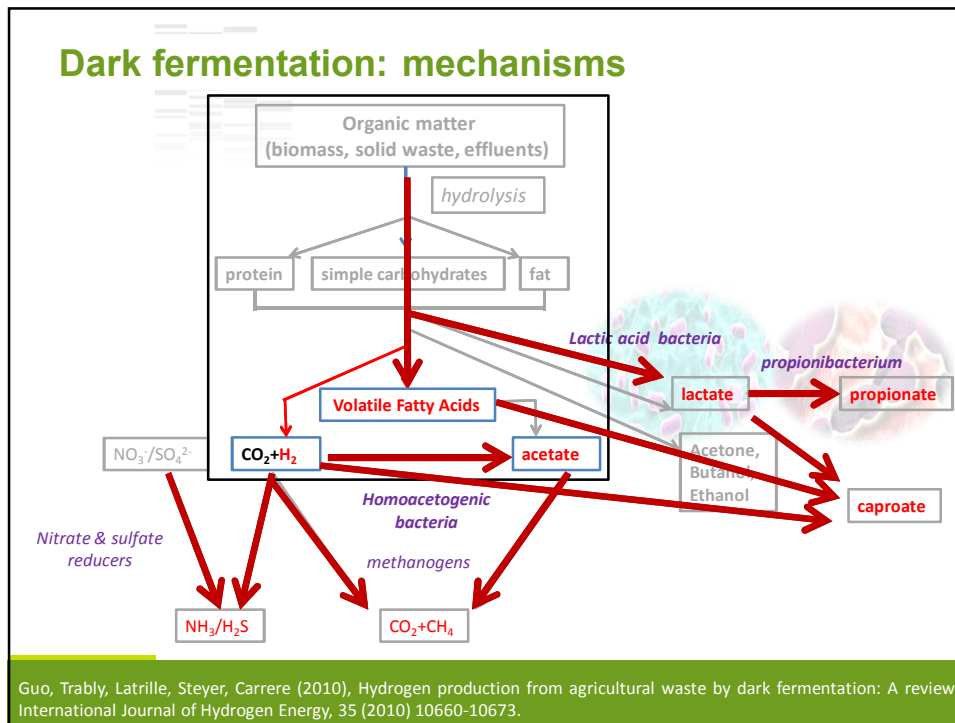 Dark fermentation: mechanisms
Organic matter
(biomass, solid waste, effluents)
hydrolysis
protein
simple carbohydrates
fat
Lactic acid bacteria
propionibacterium
Volatile Fatty Acids
lactate
propionate
NO₃⁻/SO₄²⁻
CO₂+H₂
acetate
Acetone,
Butanol,
Ethanol
caproate
Homoacetogenic
bacteria
Nitrate & sulfate
reducers
methanogens
NH₃/H₂S
CO₂+CH₄
Guo, Trably, Latrille, Steyer, Carrere (2010), Hydrogen production from agricultural waste by dark fermentation: A review
International Journal of Hydrogen Energy, 35 (2010) 10660-10673.